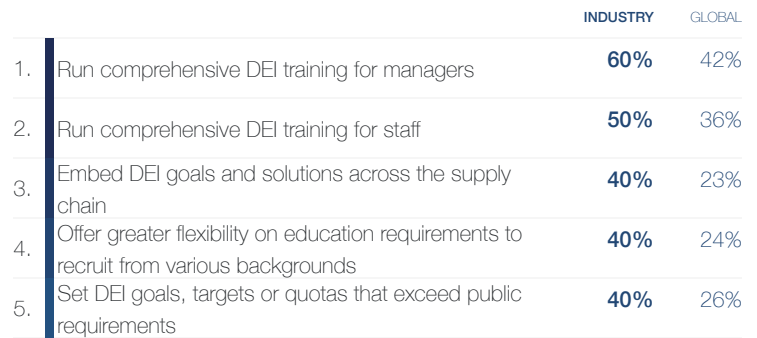 INDUSTRY GLOBAL
1. Run comprehensive DEI training for managers 60% 42%
2. Run comprehensive DEI training for staff 50% 36%
3. Embed DEI goals and solutions across the supply
chain 40% 23%
4. Offer greater flexibility on education requirements to
recruit from various backgrounds 40% 24%
5. Set DEI goals, targets or quotas that exceed public
requirements 40% 26%